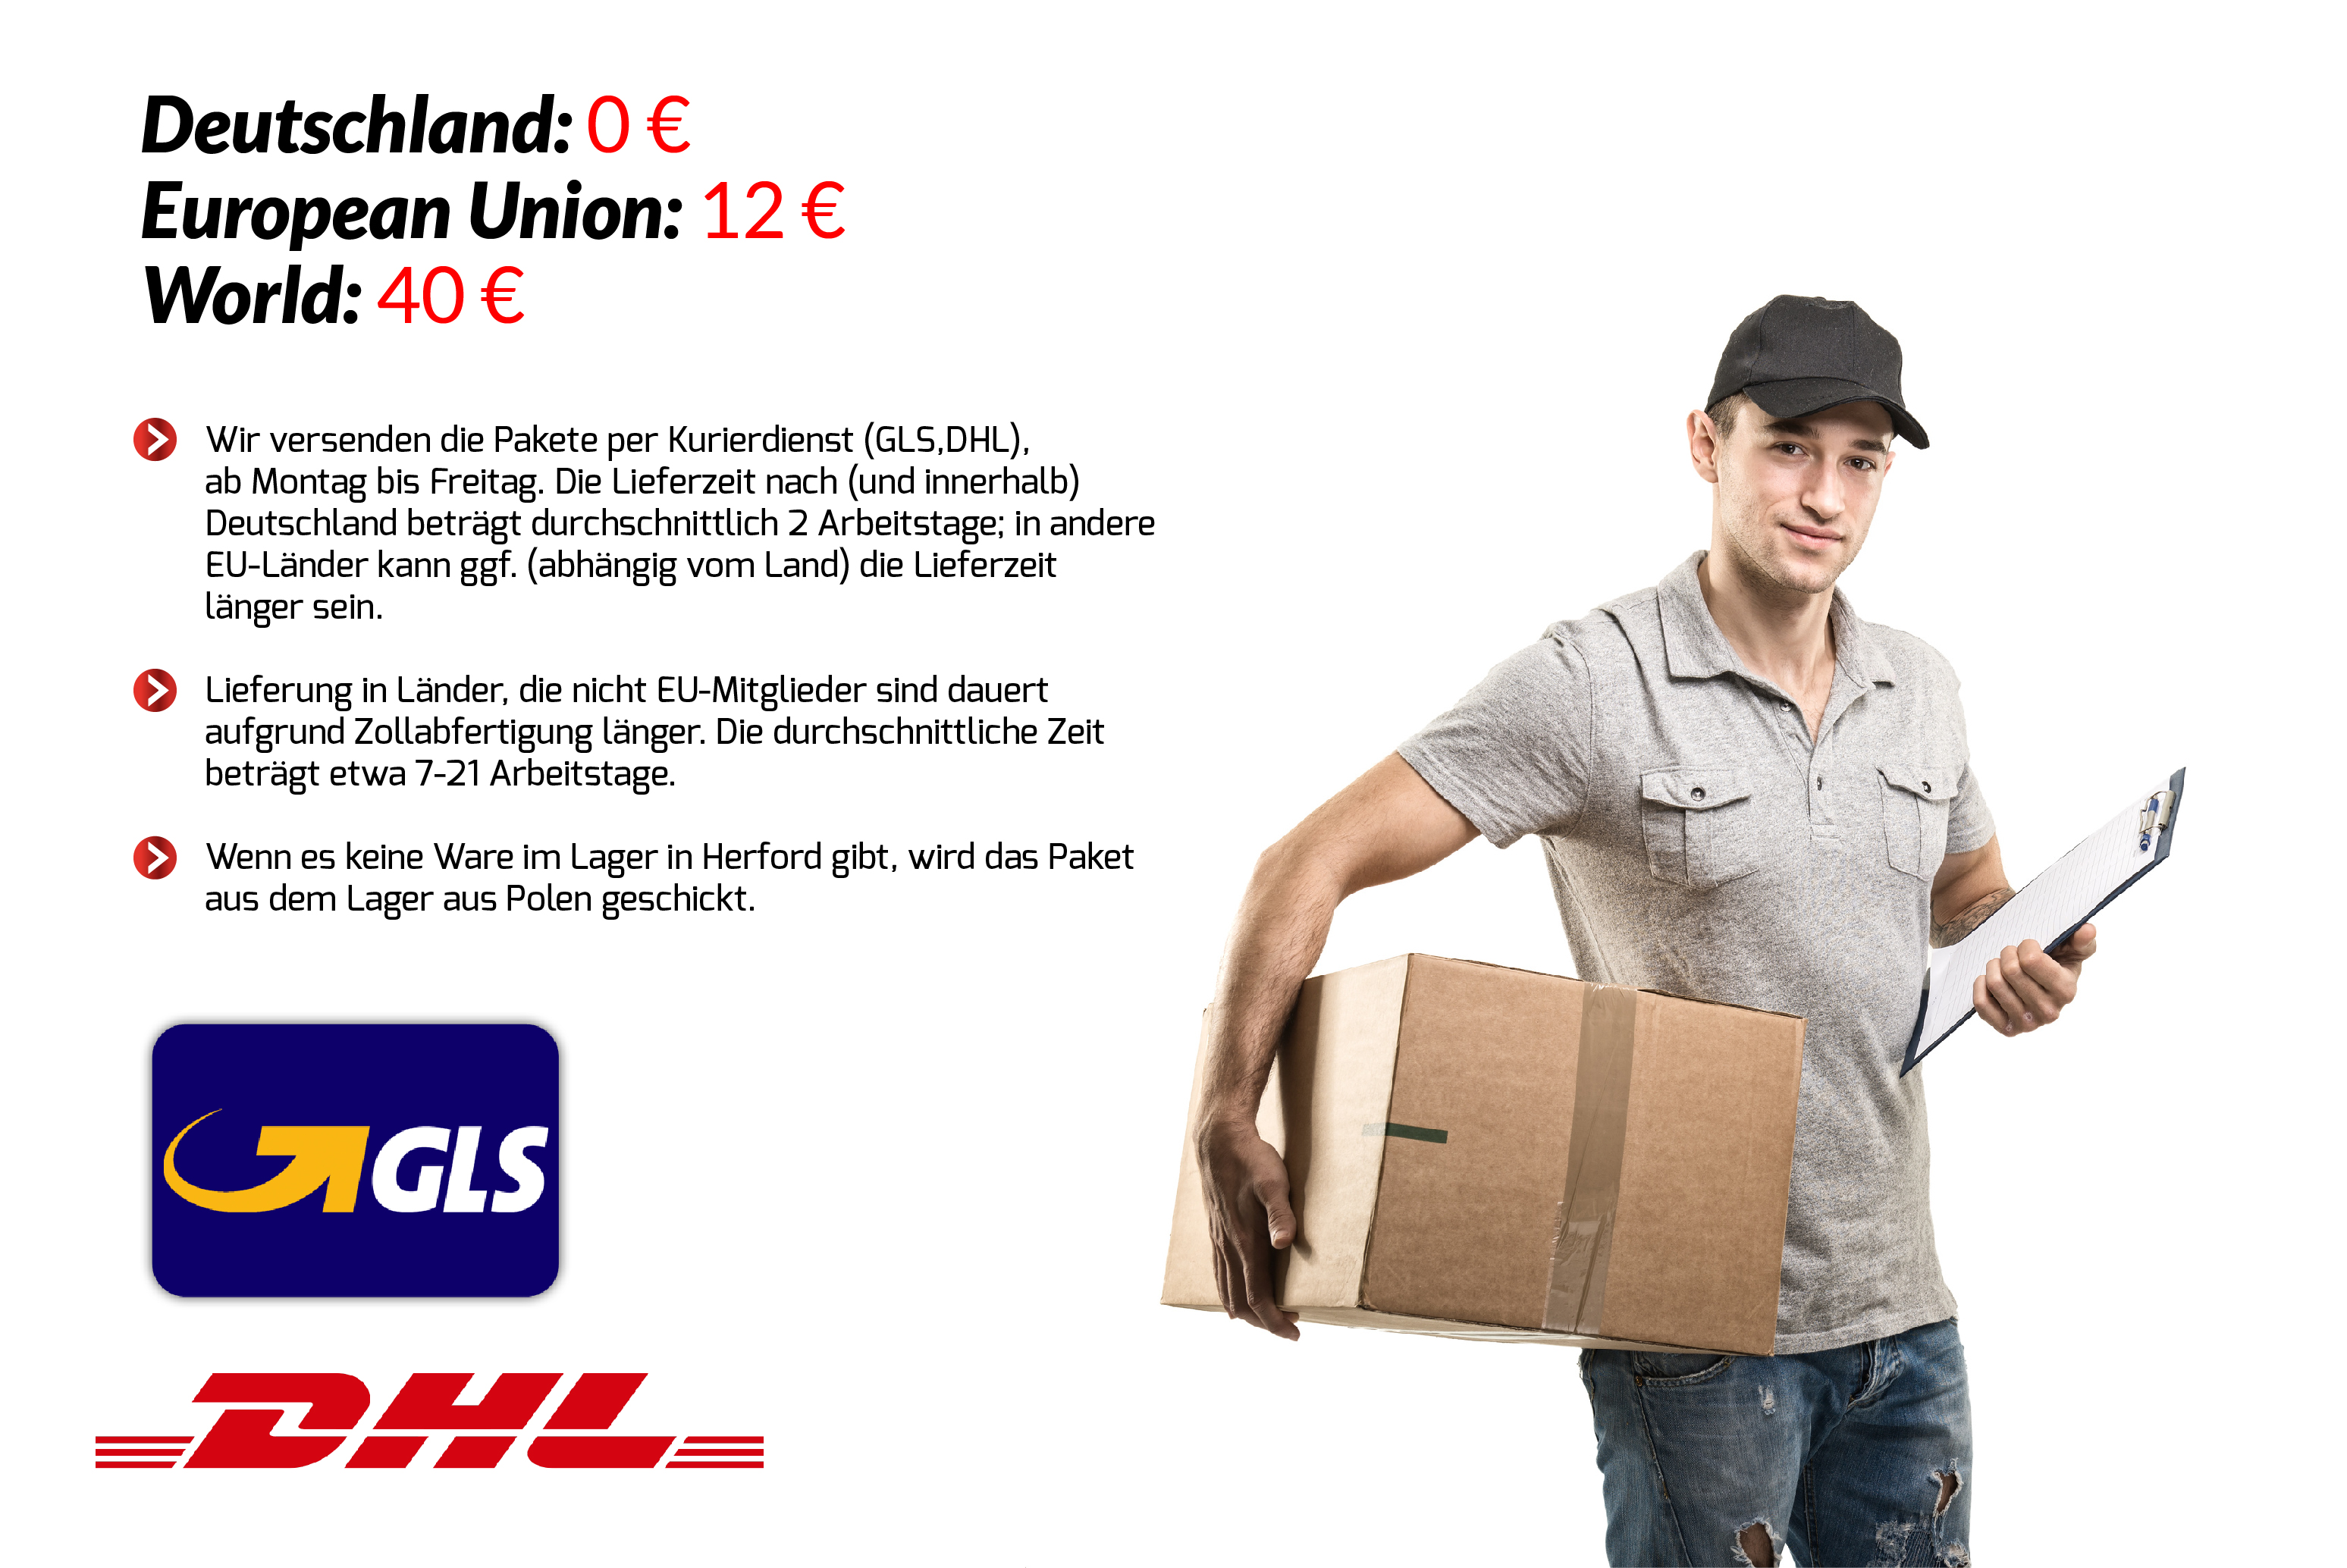 Deutschland: 0 €
European Union: 12 €
World: 40 €
Wir versenden die Pakete per Kurierdienst (GLS,DHL),
ab Montag bis Freitag. Die Lieferzeit nach (und innerhalb)
Deutschland beträgt durchschnittlich 2 Arbeitstage; in andere
EU-Länder kann ggf. (abhängig vom Land) die Lieferzeit
länger sein.
Lieferung in Länder, die nicht EU-Mitglieder sind dauert
aufgrund Zollabfertigung länger. Die durchschnittliche Zeit
beträgt etwa 7-21 Arbeitstage.
Wenn es keine Ware im Lager in Herford gibt, wird das Paket
aus dem Lager aus Polen geschickt.
GLS
DHL